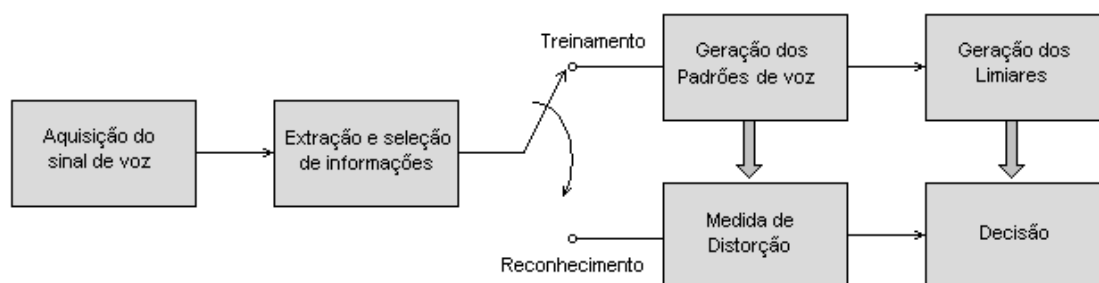 Aquisição do
sinal de voz
Extração e seleção
de informações
Treinamento
Geração dos
Padrões de voz
Geração dos
Limiares
Reconhecimento
Medida de
Distorção
Decisão